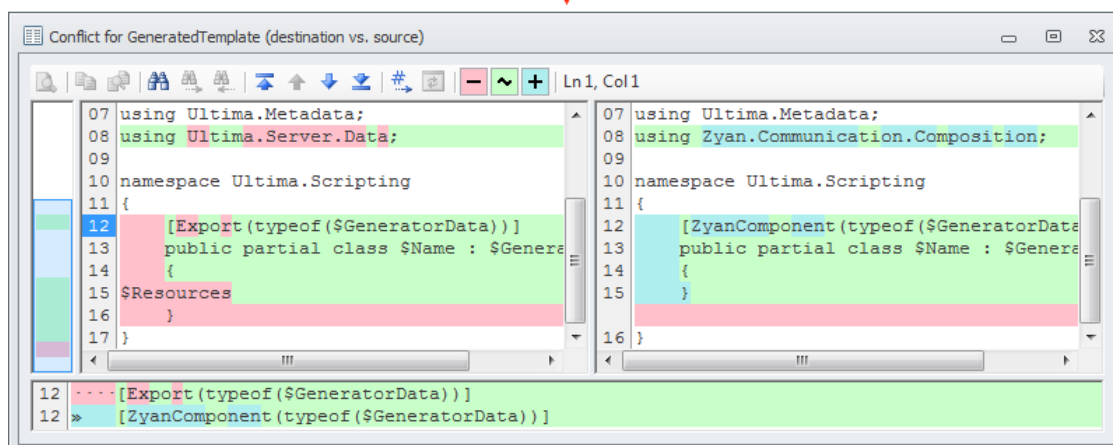 Conflict for GeneratedTemplate (destination vs. source)
Ln 1, Col 1
07 using Ultima.Metadata;
08 using Ultima.Server.Data;
09
10 namespace Ultima.Scripting
11 {
12 [Export(typeof($GeneratorData))]
13 public partial class $Name : $Genera
14 {
15 $Resources
16 }
17 }
07 using Ultima.Metadata;
08 using Zyan.Communication.Composition;
09
10 namespace Ultima.Scripting
11 {
12 [ZyanComponent(typeof($GeneratorData
13 public partial class $Name : $Genera
14 {
15 }
16 }
12 ····[Export(typeof($GeneratorData))]
12 » [ZyanComponent(typeof($GeneratorData))]